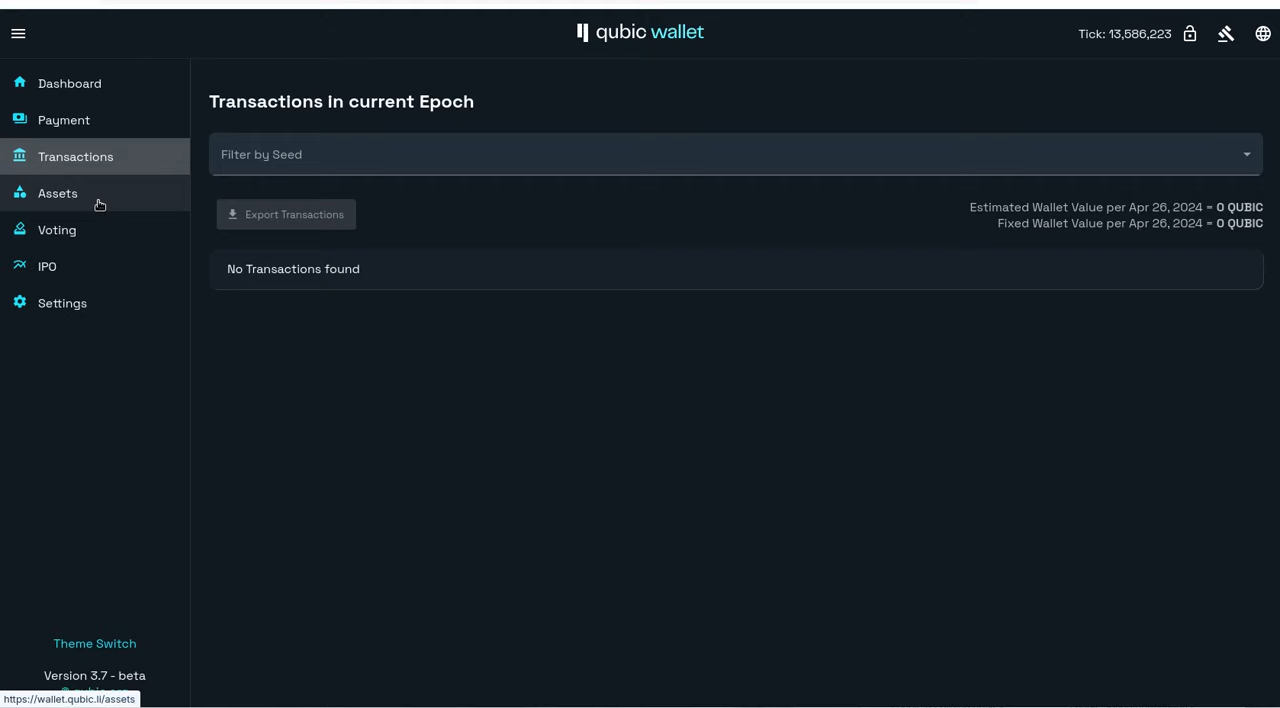 qubic wallet
Tick: 13,586,223
Dashboard
Payment
Transactions
Assets
Voting
IPO
Settings
Transactions in current Epoch
Filter by Seed
Export Transactions
Estimated Wallet Value per Apr 26, 2024 = 0 QUBIC
Fixed Wallet Value per Apr 26, 2024 = 0 QUBIC
No Transactions found
Theme Switch
Version 3.7 - beta
https://wallet.qubic.li/assets